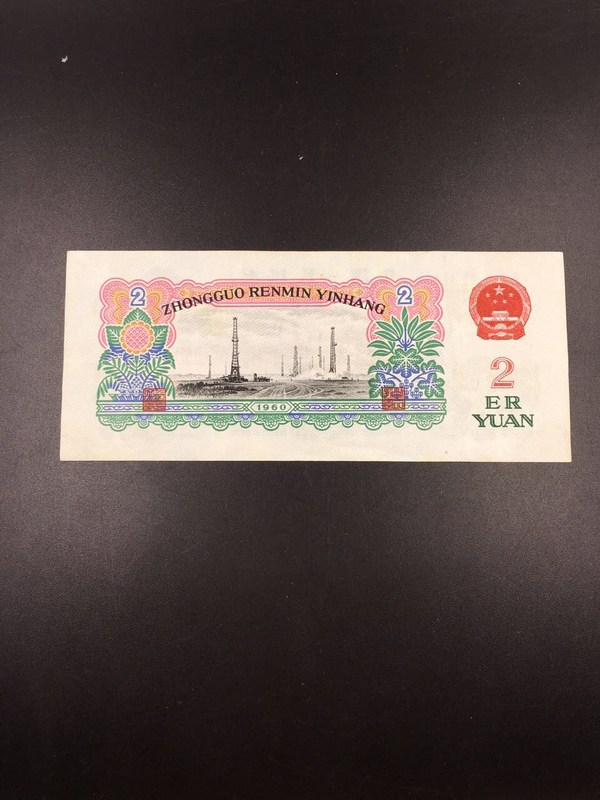 2 ZHONGGUO RENMIN YINHANG 2
1960
2
ER
YUAN